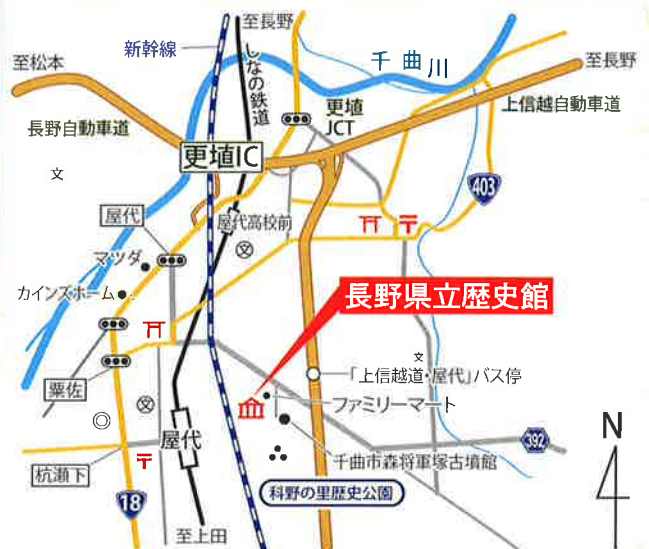 至長野
新幹線
しなの鉄道
千曲川
至松本
至長野
更埴
JCT
上信越自動車道
長野自動車道
更埴IC
文
403
屋代
屋代高校前
文
マツダ
カインズホーム
長野県立歴史館
文
「上信越道・屋代」バス停
粟佐
ファミリーマート
文
屋代
392
N
千曲市森将軍塚古墳館
杭瀬下
科野の里歴史公園
18
至上田